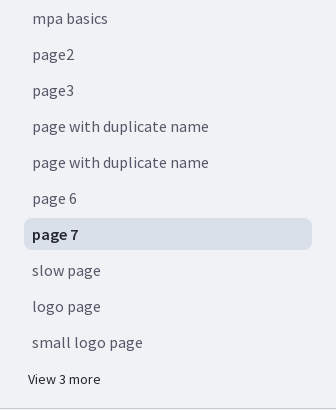 mpa basics
page2
page3
page with duplicate name
page with duplicate name
page 6
page 7
slow page
logo page
small logo page
View 3 more